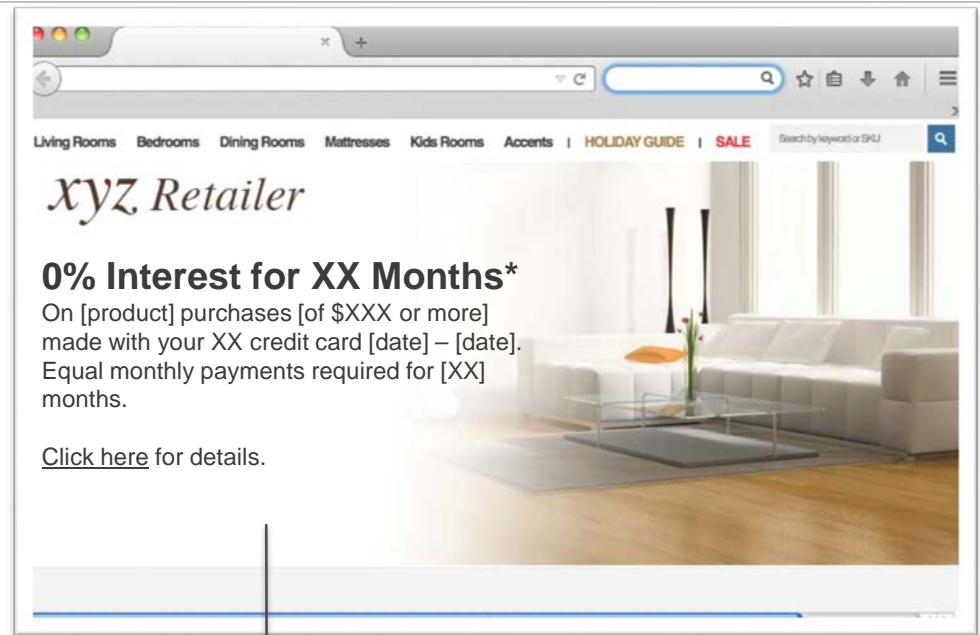 Living Rooms Bedrooms Dining Rooms Mattresses Kids Rooms Accents | HOLIDAY GUIDE | SALE Search by keyword or SKU
xyz Retailer
0% Interest for XX Months*
On [product] purchases [of $XXX or more]
made with your XX credit card [date] – [date].
Equal monthly payments required for [XX]
months.
Click here for details.